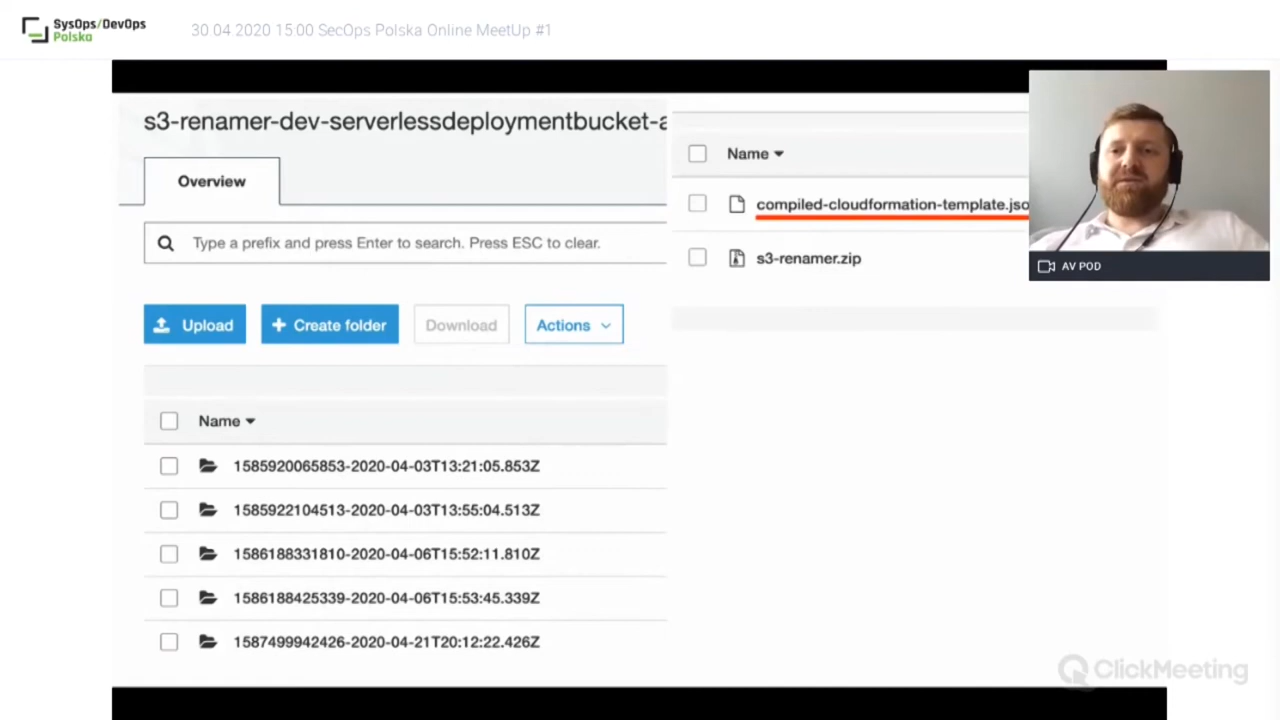 SysOps/DevOps
Polska
30 04 2020 15:00 SecOps Polska Online MeetUp #1
s3-renamer-dev-serverlessdeploymentbucket-a
Overview
Type a prefix and press Enter to search. Press ESC to clear.
Upload
Create folder
Download
Actions
Name
1585920065853-2020-04-03T13:21:05.853Z
1585922104513-2020-04-03T13:55:04.513Z
1586188331810-2020-04-06T15:52:11.810Z
1586188425339-2020-04-06T15:53:45.339Z
1587499942426-2020-04-21T20:12:22.426Z
Name
compiled-cloudformation-template.jso
s3-renamer.zip
AV POD
ClickMeeting